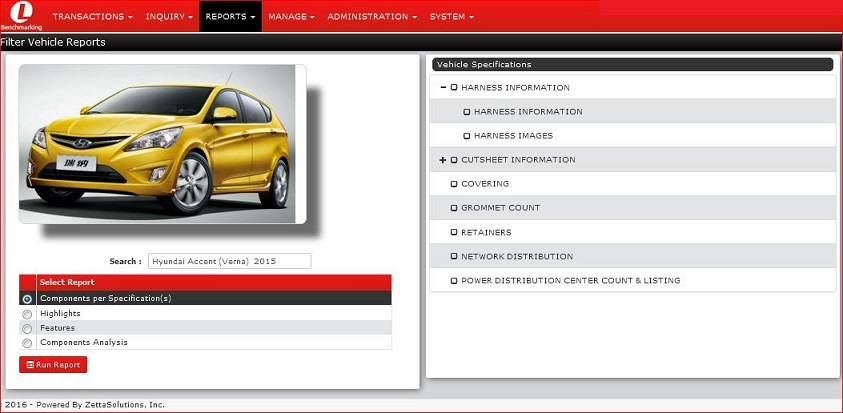 L
Benchmarking
TRANSACTIONS INQUIRY REPORTS MANAGE ADMINISTRATION SYSTEM
Filter Vehicle Reports
瑞纳
Search : Hyundai Accent (Verna) 2015
Select Report
Components per Specification(s)
Highlights
Features
Components Analysis
Run Report
Vehicle Specifications
HARNESS INFORMATION
HARNESS INFORMATION
HARNESS IMAGES
CUTSHEET INFORMATION
COVERING
GROMMET COUNT
RETAINERS
NETWORK DISTRIBUTION
POWER DISTRIBUTION CENTER COUNT & LISTING
2016 - Powered By ZettaSolutions, Inc.